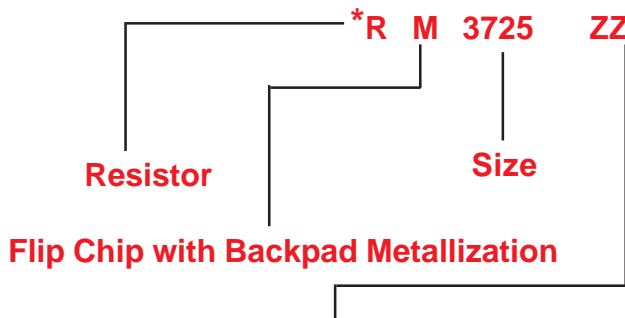 *R M 3725 ZZ
Resistor
Size
Flip Chip with Backpad Metallization